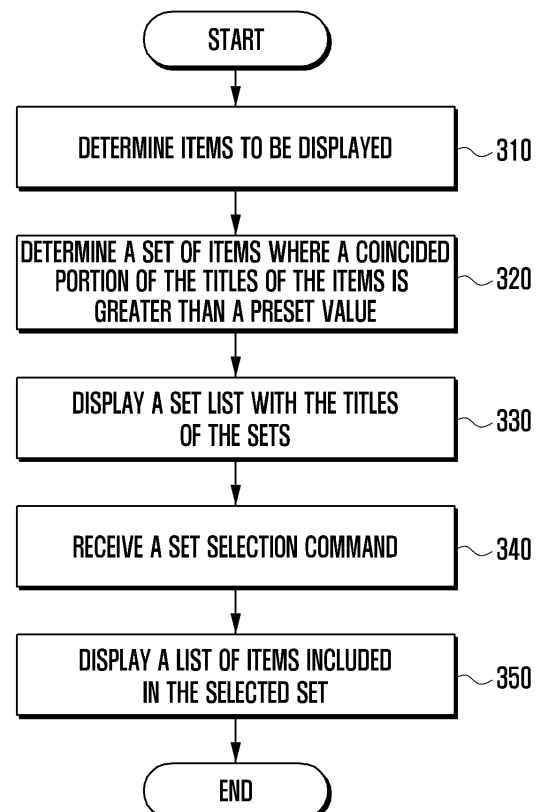 START
DETERMINE ITEMS TO BE DISPLAYED
310
DETERMINE A SET OF ITEMS WHERE A COINCIDED
PORTION OF THE TITLES OF THE ITEMS IS
GREATER THAN A PRESET VALUE
320
DISPLAY A SET LIST WITH THE TITLES
OF THE SETS
330
RECEIVE A SET SELECTION COMMAND
340
DISPLAY A LIST OF ITEMS INCLUDED
IN THE SELECTED SET
350
END